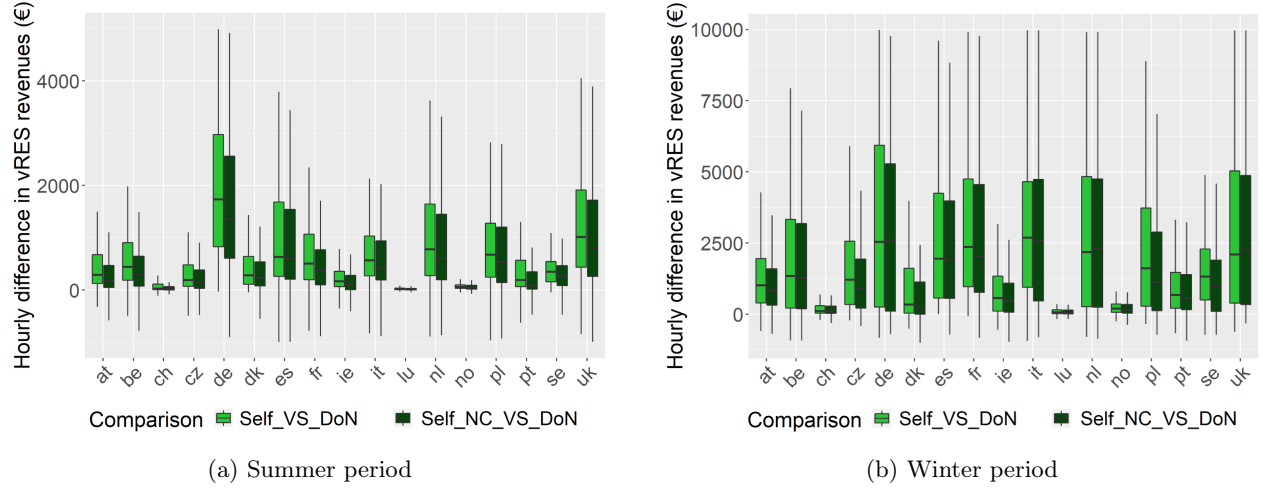 Hourly difference in vRES revenues (€)
4000
2000
0
at be ch cz de dk es fr ie it lu nl no pl pt se uk
Comparison Self_VS_DoN Self_NC_VS_DoN
(a) Summer period
Hourly difference in vRES revenues (€)
10000
7500
5000
2500
0
at be ch cz de dk es fr ie it lu nl no pl pt se uk
Comparison Self_VS_DoN Self_NC_VS_DoN
(b) Winter period